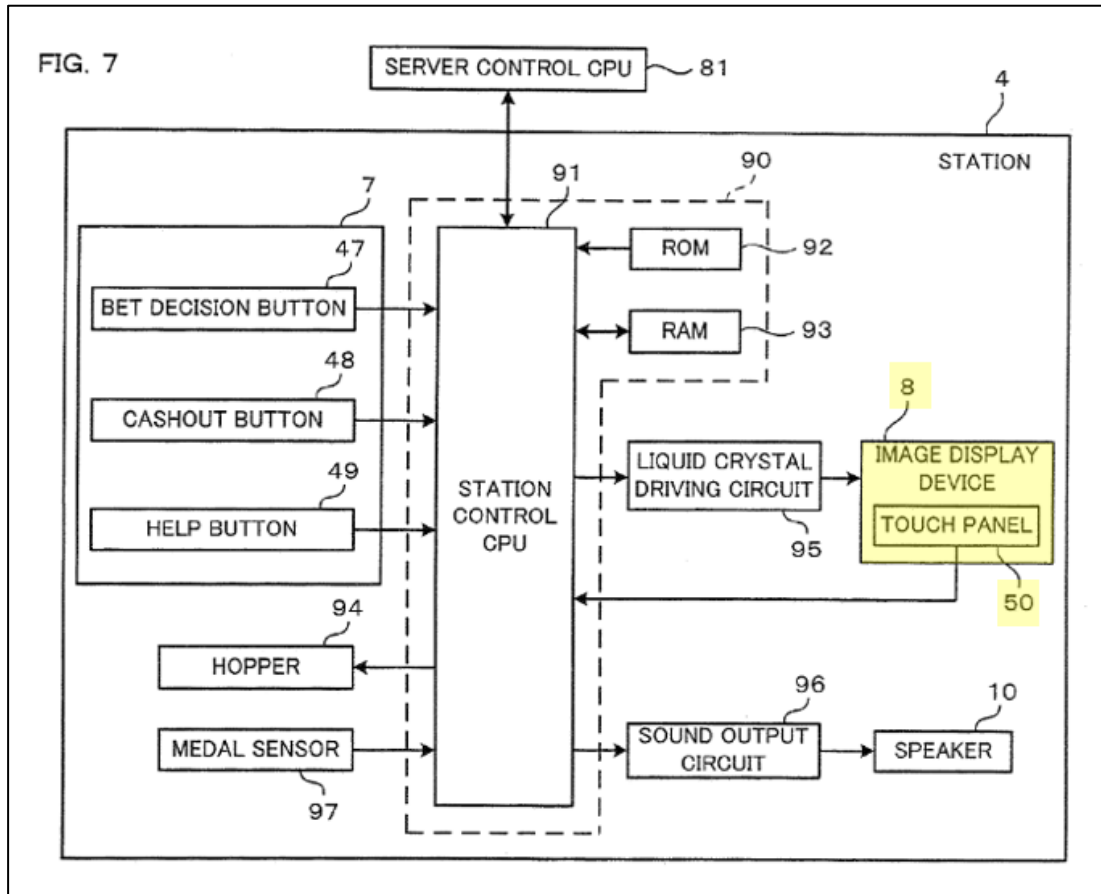 FIG. 7
SERVER CONTROL CPU
81
4
STATION
90
91
7
47
BET DECISION BUTTON
48
CASHOUT BUTTON
49
HELP BUTTON
STATION
CONTROL
CPU
ROM
92
RAM
93
8
LIQUID CRYSTAL
DRIVING CIRCUIT
95
IMAGE DISPLAY
DEVICE
TOUCH PANEL
50
94
HOPPER
MEDAL SENSOR
97
96
SOUND OUTPUT
CIRCUIT
10
SPEAKER